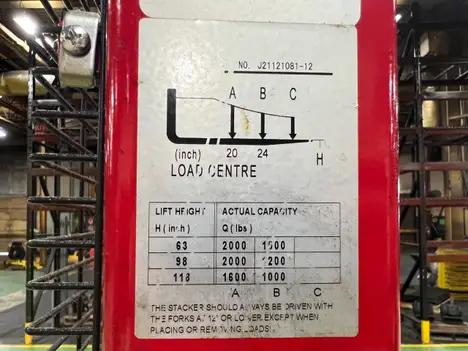 NO. J21121081-12
A B C
(inch) 20 24 H
LOAD CENTRE
LIFT HEIGHT ACTUAL CAPACITY
H (inch) Q (lbs)
63 2000 1500
98 2000 1200
118 1600 1000
A B C
THE STACKER SHOULD ALWAYS BE DRIVEN WITH
THE FORKS AT 12" OR LOWER EXCEPT WHEN
PLACING OR REMOVING LOADS!